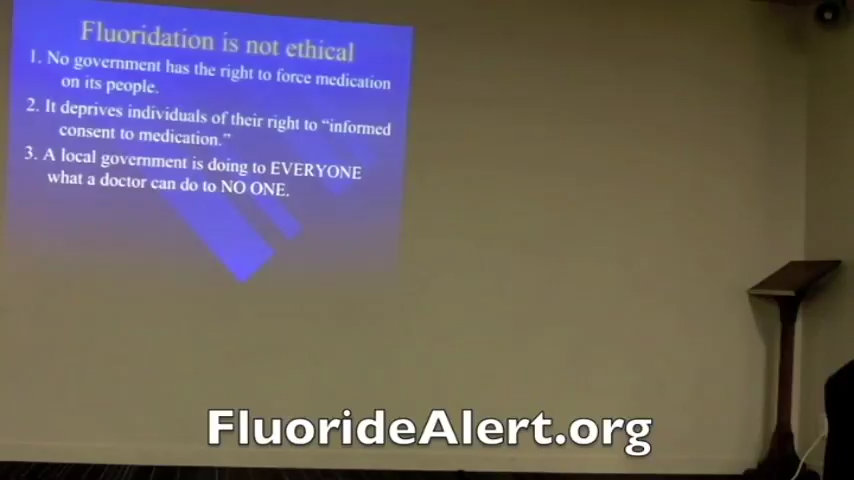 Fluoridation is not ethical
1. No government has the right to force medication
on its people.
2. It deprives individuals of their right to “informed
consent to medication.”
3. A local government is doing to EVERYONE
what a doctor can do to NO ONE.
FluorideAlert.org